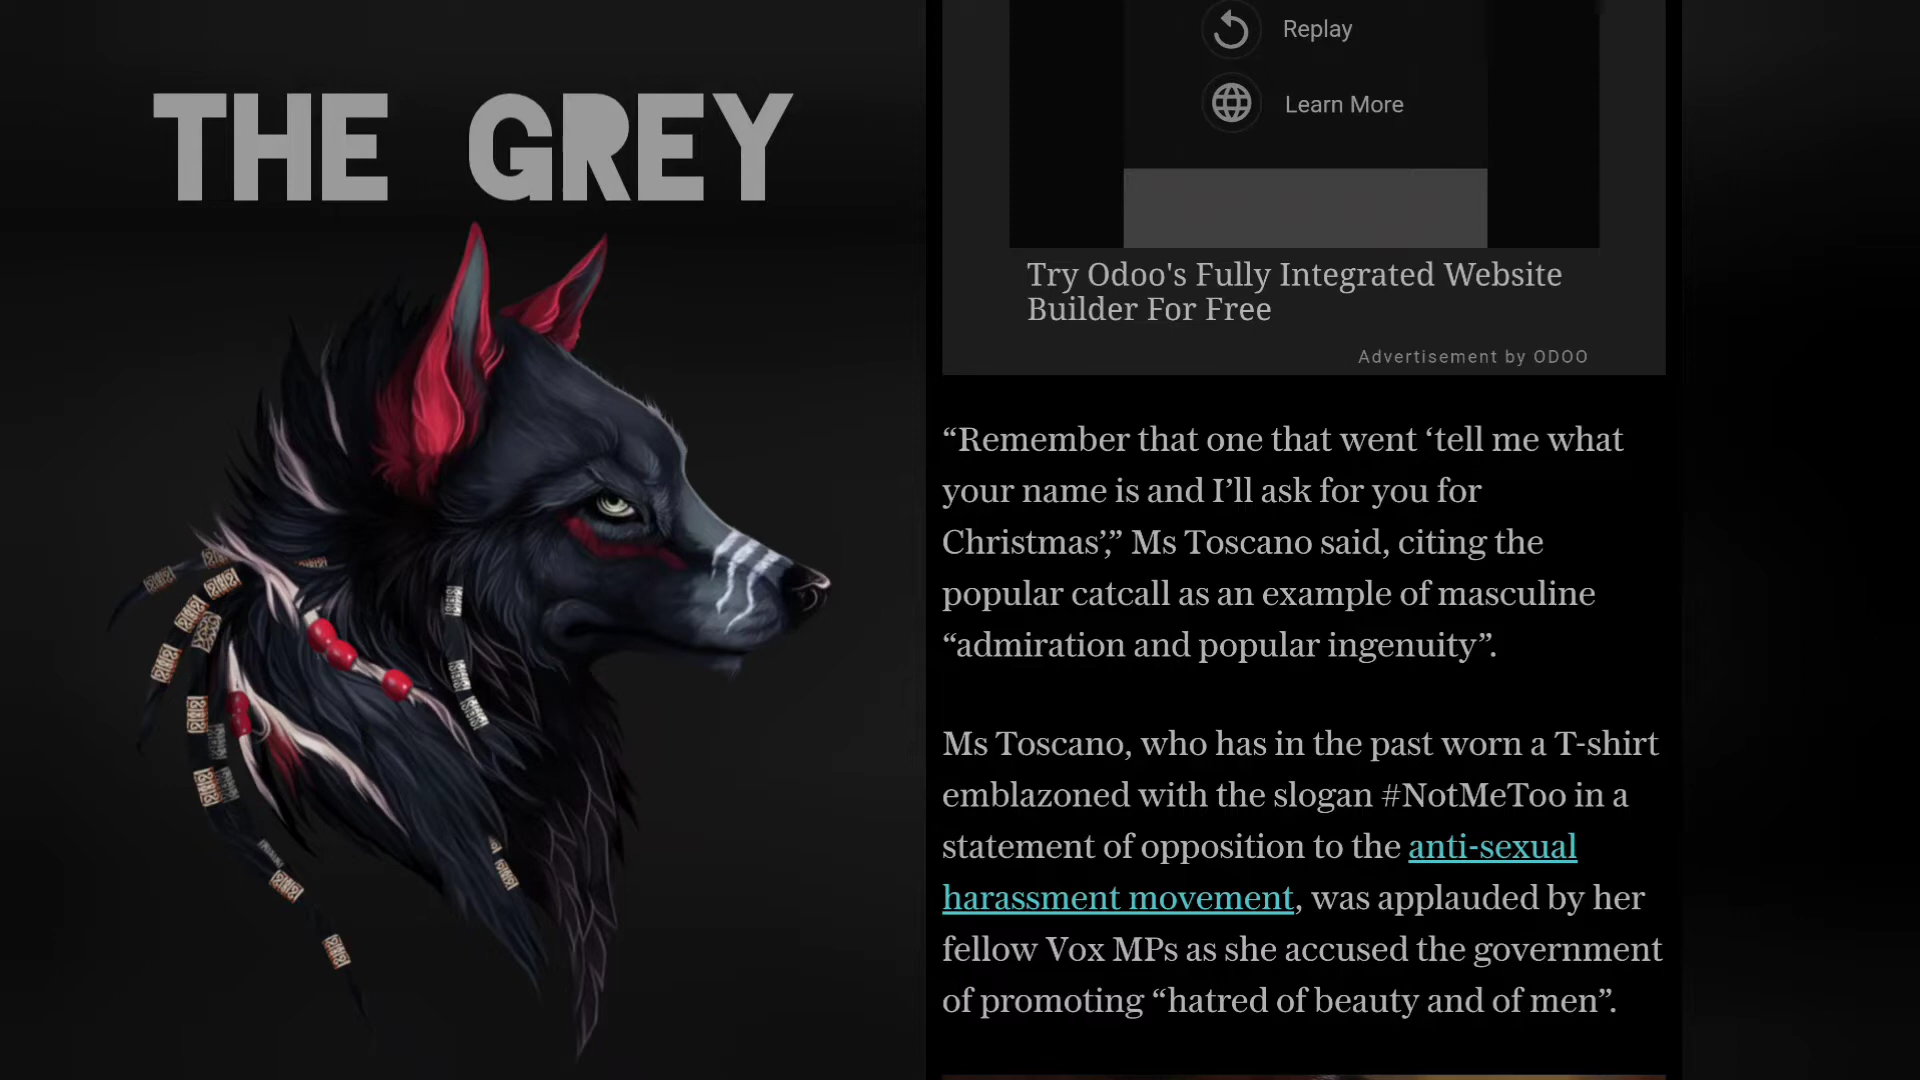 THE GREY
Replay
Learn More
Try Odoo's Fully Integrated Website
Builder For Free
Advertisement by ODOO
“Remember that one that went ‘tell me what
your name is and I’ll ask for you for
Christmas’,” Ms Toscano said, citing the
popular catcall as an example of masculine
“admiration and popular ingenuity”.
Ms Toscano, who has in the past worn a T-shirt
emblazoned with the slogan #NotMeToo in a
statement of opposition to the anti-sexual
harassment movement, was applauded by her
fellow Vox MPs as she accused the government
of promoting “hatred of beauty and of men”.